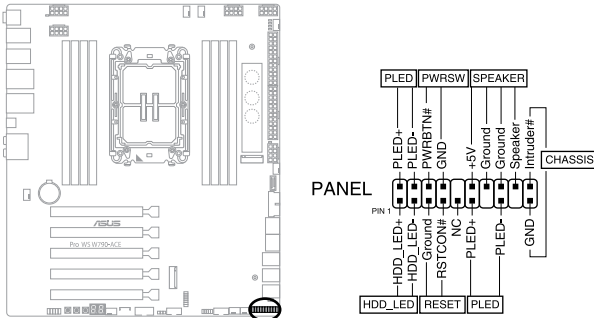 PLED PWRSW SPEAKER
PLED+
PLED-
PWRBTN#
GND
+5V
Ground
Ground
Speaker
Intruder#
CHASSIS
PANEL
PIN 1
HDD_LED+
HDD_LED-
Ground
RSTCON#
NC
PLED+
PLED-
GND
HDD_LED RESET PLED
ASUS
Pro WS W790-ACE
88